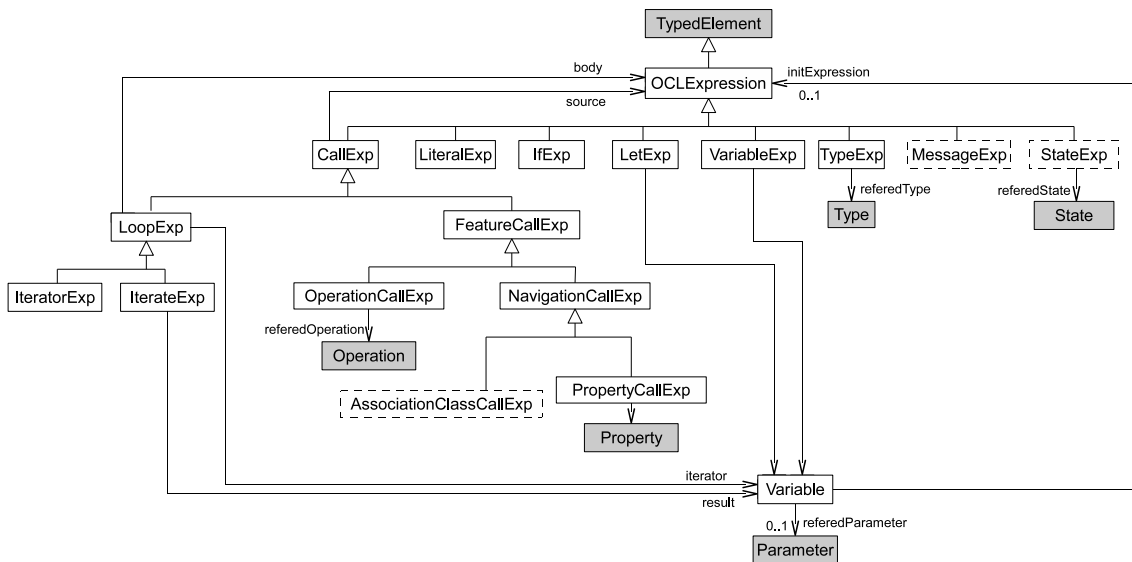 TypedElement
body
initExpression
OCLExpression
source
0..1
CallExp
LiteralExp
IfExp
LetExp
VariableExp
TypeExp
MessageExp
StateExp
referedType
referedState
Type
State
LoopExp
FeatureCallExp
IteratorExp
IterateExp
OperationCallExp
NavigationCallExp
referedOperation
Operation
AssociationClassCallExp
PropertyCallExp
Property
iterator
result
Variable
0..1
referedParameter
Parameter